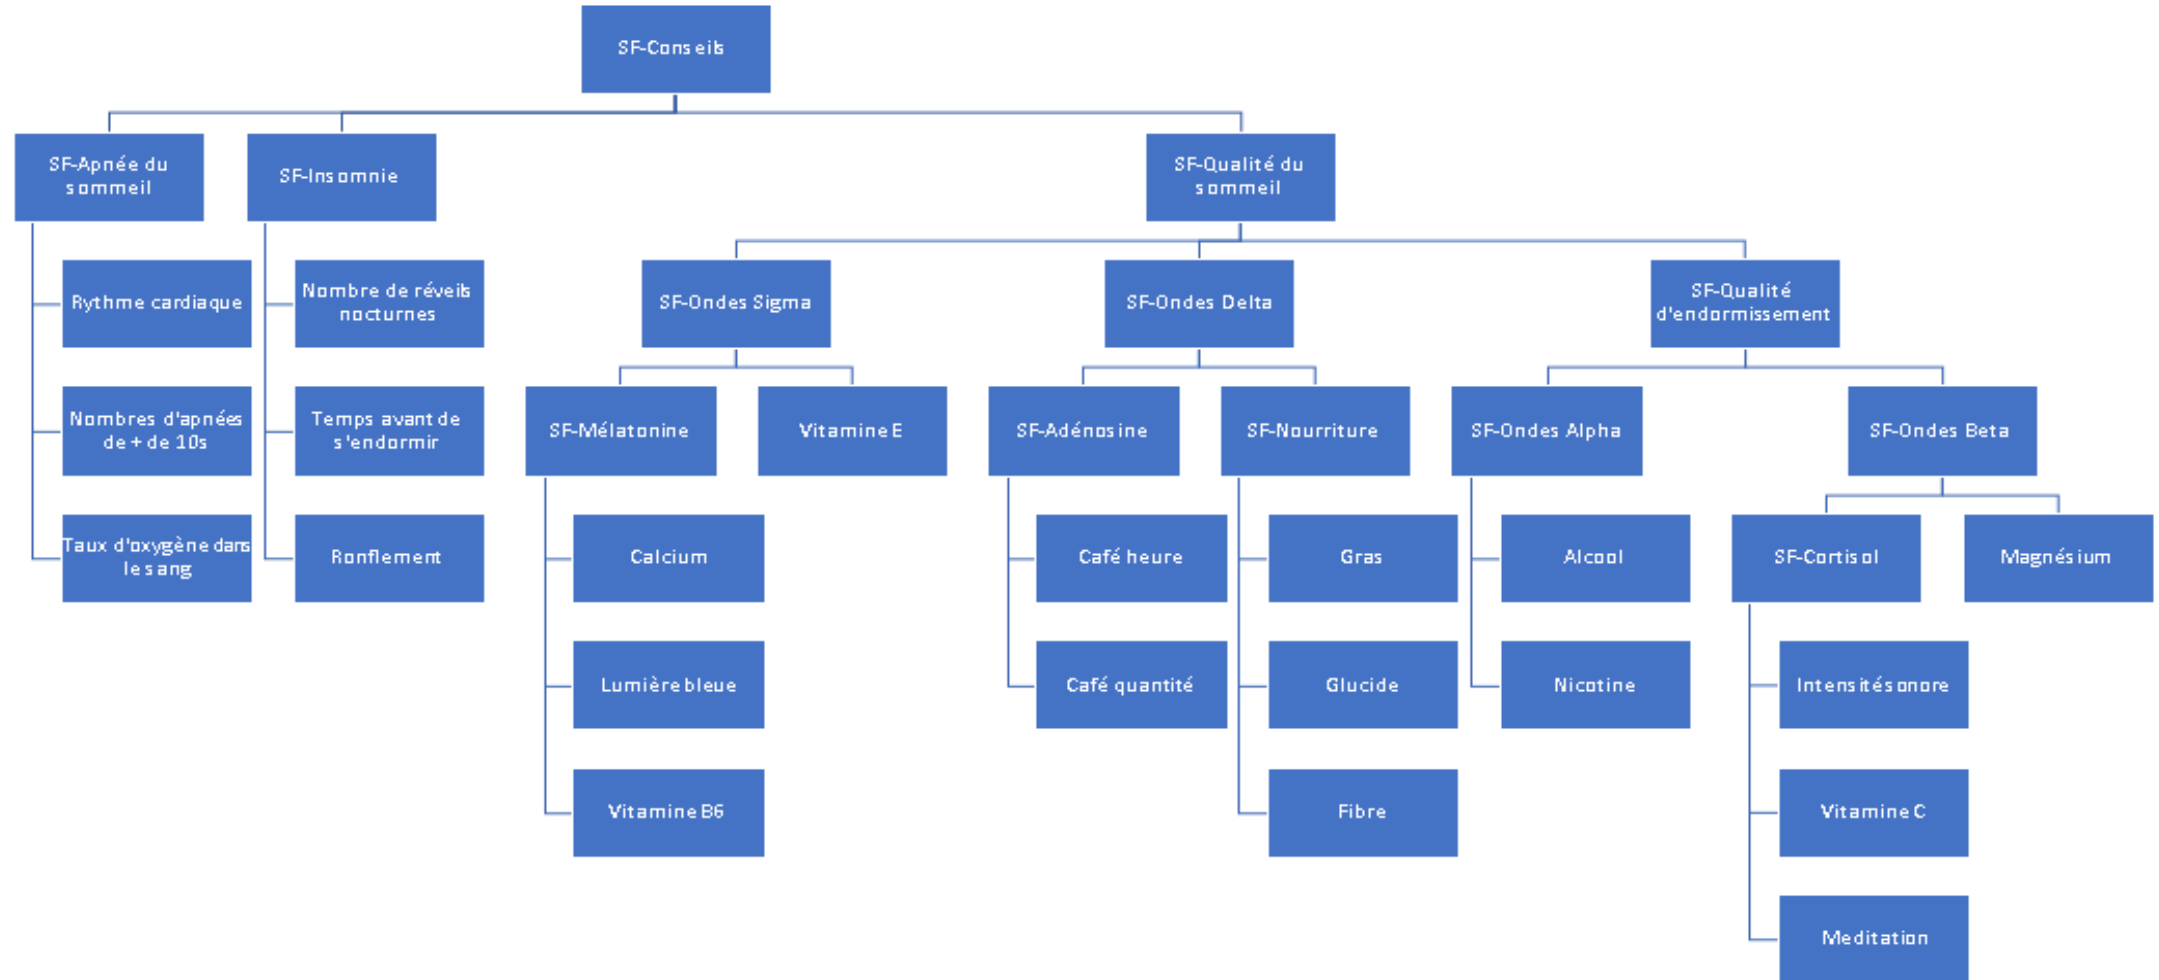 SF-Conseils
SF-Apnée du
sommeil
SF-Insomnie
SF-Qualité du
sommeil
Rythme cardiaque
Nombre de réveils
nocturnes
SF-Ondes Sigma
SF-Ondes Delta
SF-Qualité
d'endormissement
Nombres d'apnées
de + de 10s
Temps avant de
s'endormir
SF-Mélatonine
Vitamine E
SF-Adénosine
SF-Nourriture
SF-Ondes Alpha
SF-Ondes Beta
Taux d'oxygène dans
le sang
Ronflement
Calcium
Café heure
Gras
Alcool
SF-Cortisol
Magnésium
Lumière bleue
Café quantité
Glucide
Nicotine
Intensité sonore
Vitamine B6
Fibre
Vitamine C
Meditation